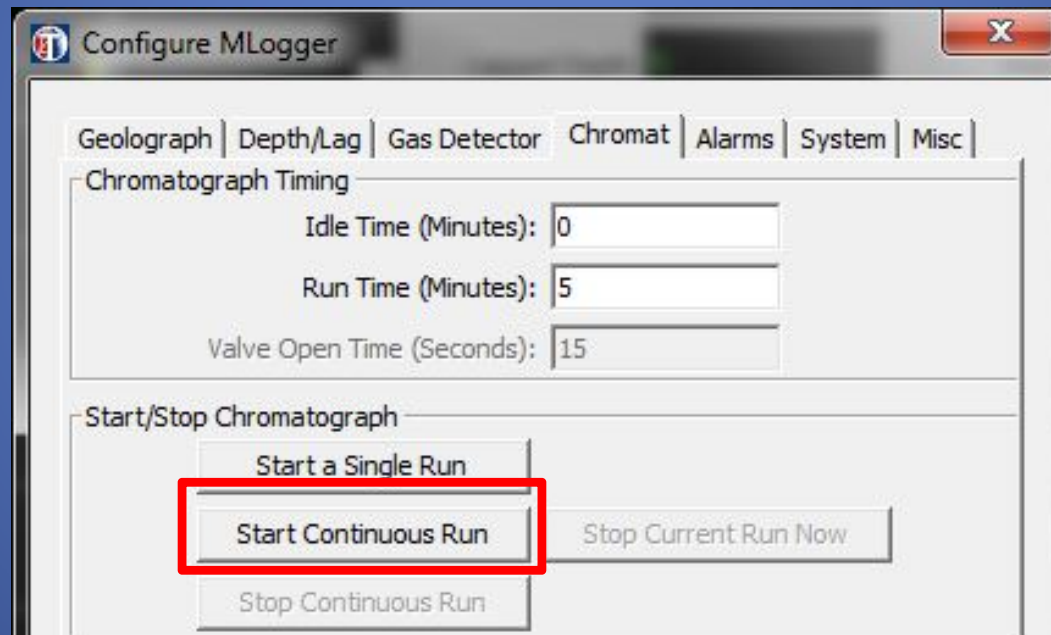 Configure MLogger
Geolograph Depth/Lag Gas Detector Chromat Alarms System Misc
Chromatograph Timing
Idle Time (Minutes): 0
Run Time (Minutes): 5
Valve Open Time (Seconds): 15
Start/Stop Chromatograph
Start a Single Run
Start Continuous Run Stop Current Run Now
Stop Continuous Run